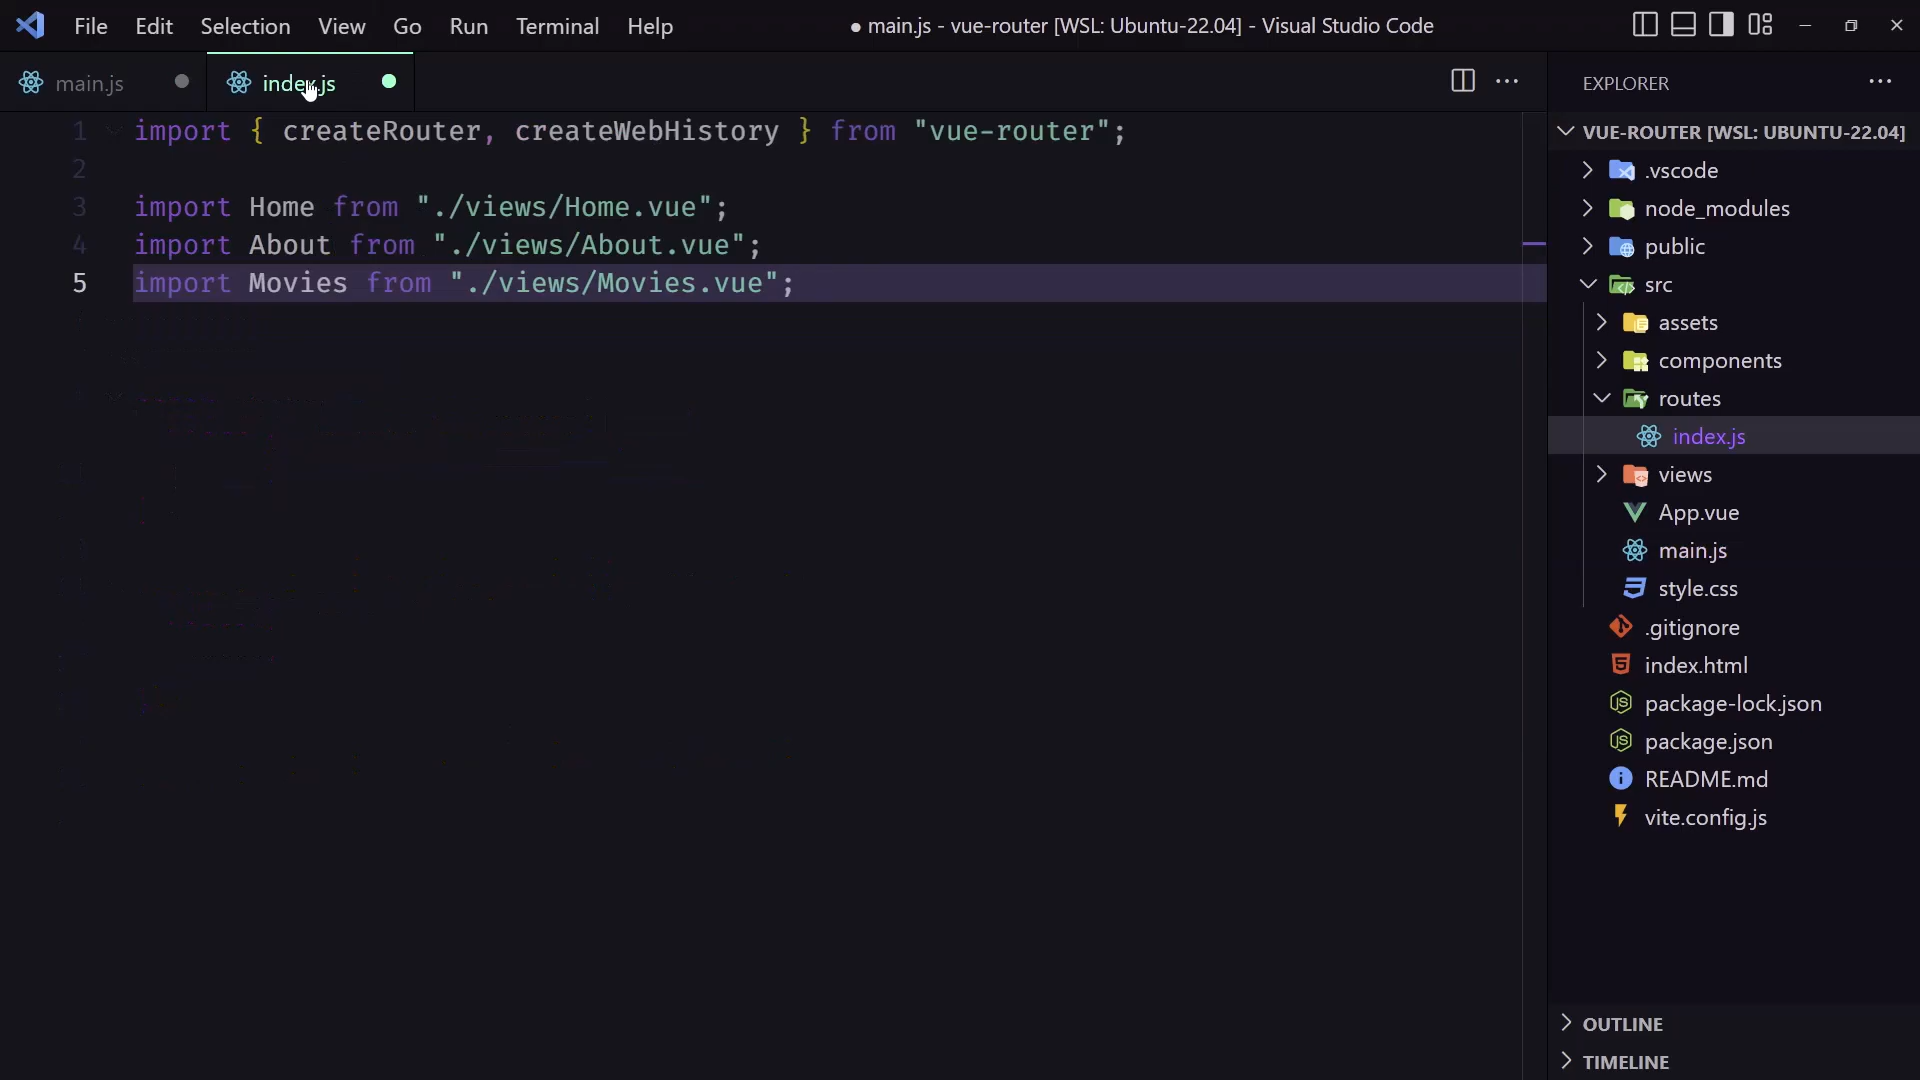 File Edit Selection View Go Run Terminal Help
● main.js - vue-router [WSL: Ubuntu-22.04] - Visual Studio Code
main.js
index.js
1 import { createRouter, createWebHistory } from "vue-router";
2
3 import Home from "./views/Home.vue";
4 import About from "./views/About.vue";
5 import Movies from "./views/Movies.vue";
EXPLORER
VUE-ROUTER [WSL: UBUNTU-22.04]
.vscode
node_modules
public
src
assets
components
routes
index.js
views
App.vue
main.js
style.css
.gitignore
index.html
package-lock.json
package.json
README.md
vite.config.js
OUTLINE
TIMELINE